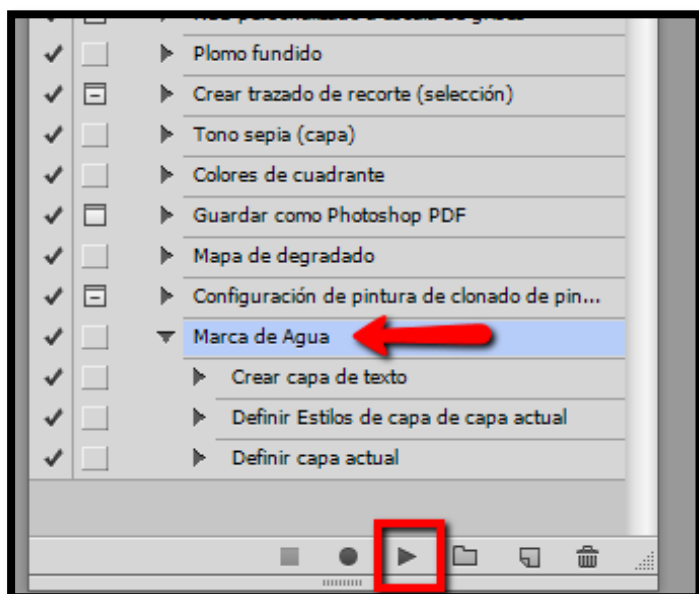 Plomo fundido
Crear trazado de recorte (selección)
Tono sepia (capa)
Colores de cuadrante
Guardar como Photoshop PDF
Mapa de degradado
Configuración de pintura de clonado de pin...
Marca de Agua
Crear capa de texto
Definir Estilos de capa de capa actual
Definir capa actual